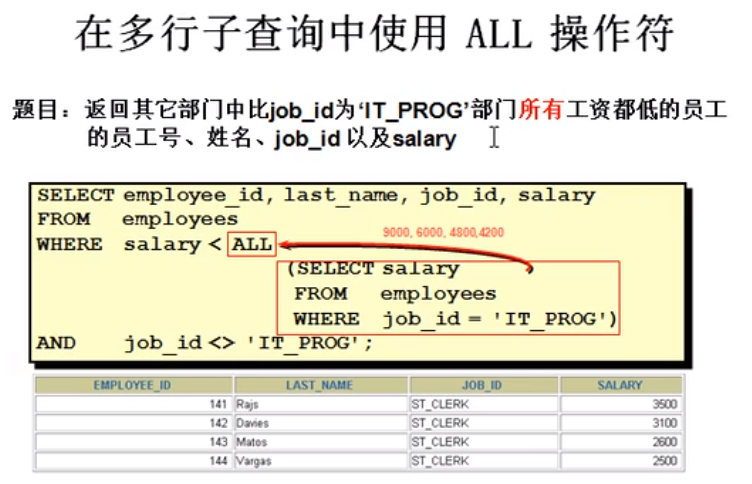 在多行子查询中使用 ALL 操作符
题目：返回其它部门中比job_id为‘IT_PROG’部门所有工资都低的员工
的员工号、姓名、job_id 以及salary
SELECT employee_id, last_name, job_id, salary
FROM employees
WHERE salary < ALL
9000, 6000, 4800,4200
(SELECT salary
FROM employees
WHERE job_id = 'IT_PROG')
AND job_id <> 'IT_PROG';
EMPLOYEE_ID LAST_NAME JOB_ID SALARY
141 Rajs ST_CLERK 3500
142 Davies ST_CLERK 3100
143 Matos ST_CLERK 2600
144 Vargas ST_CLERK 2500